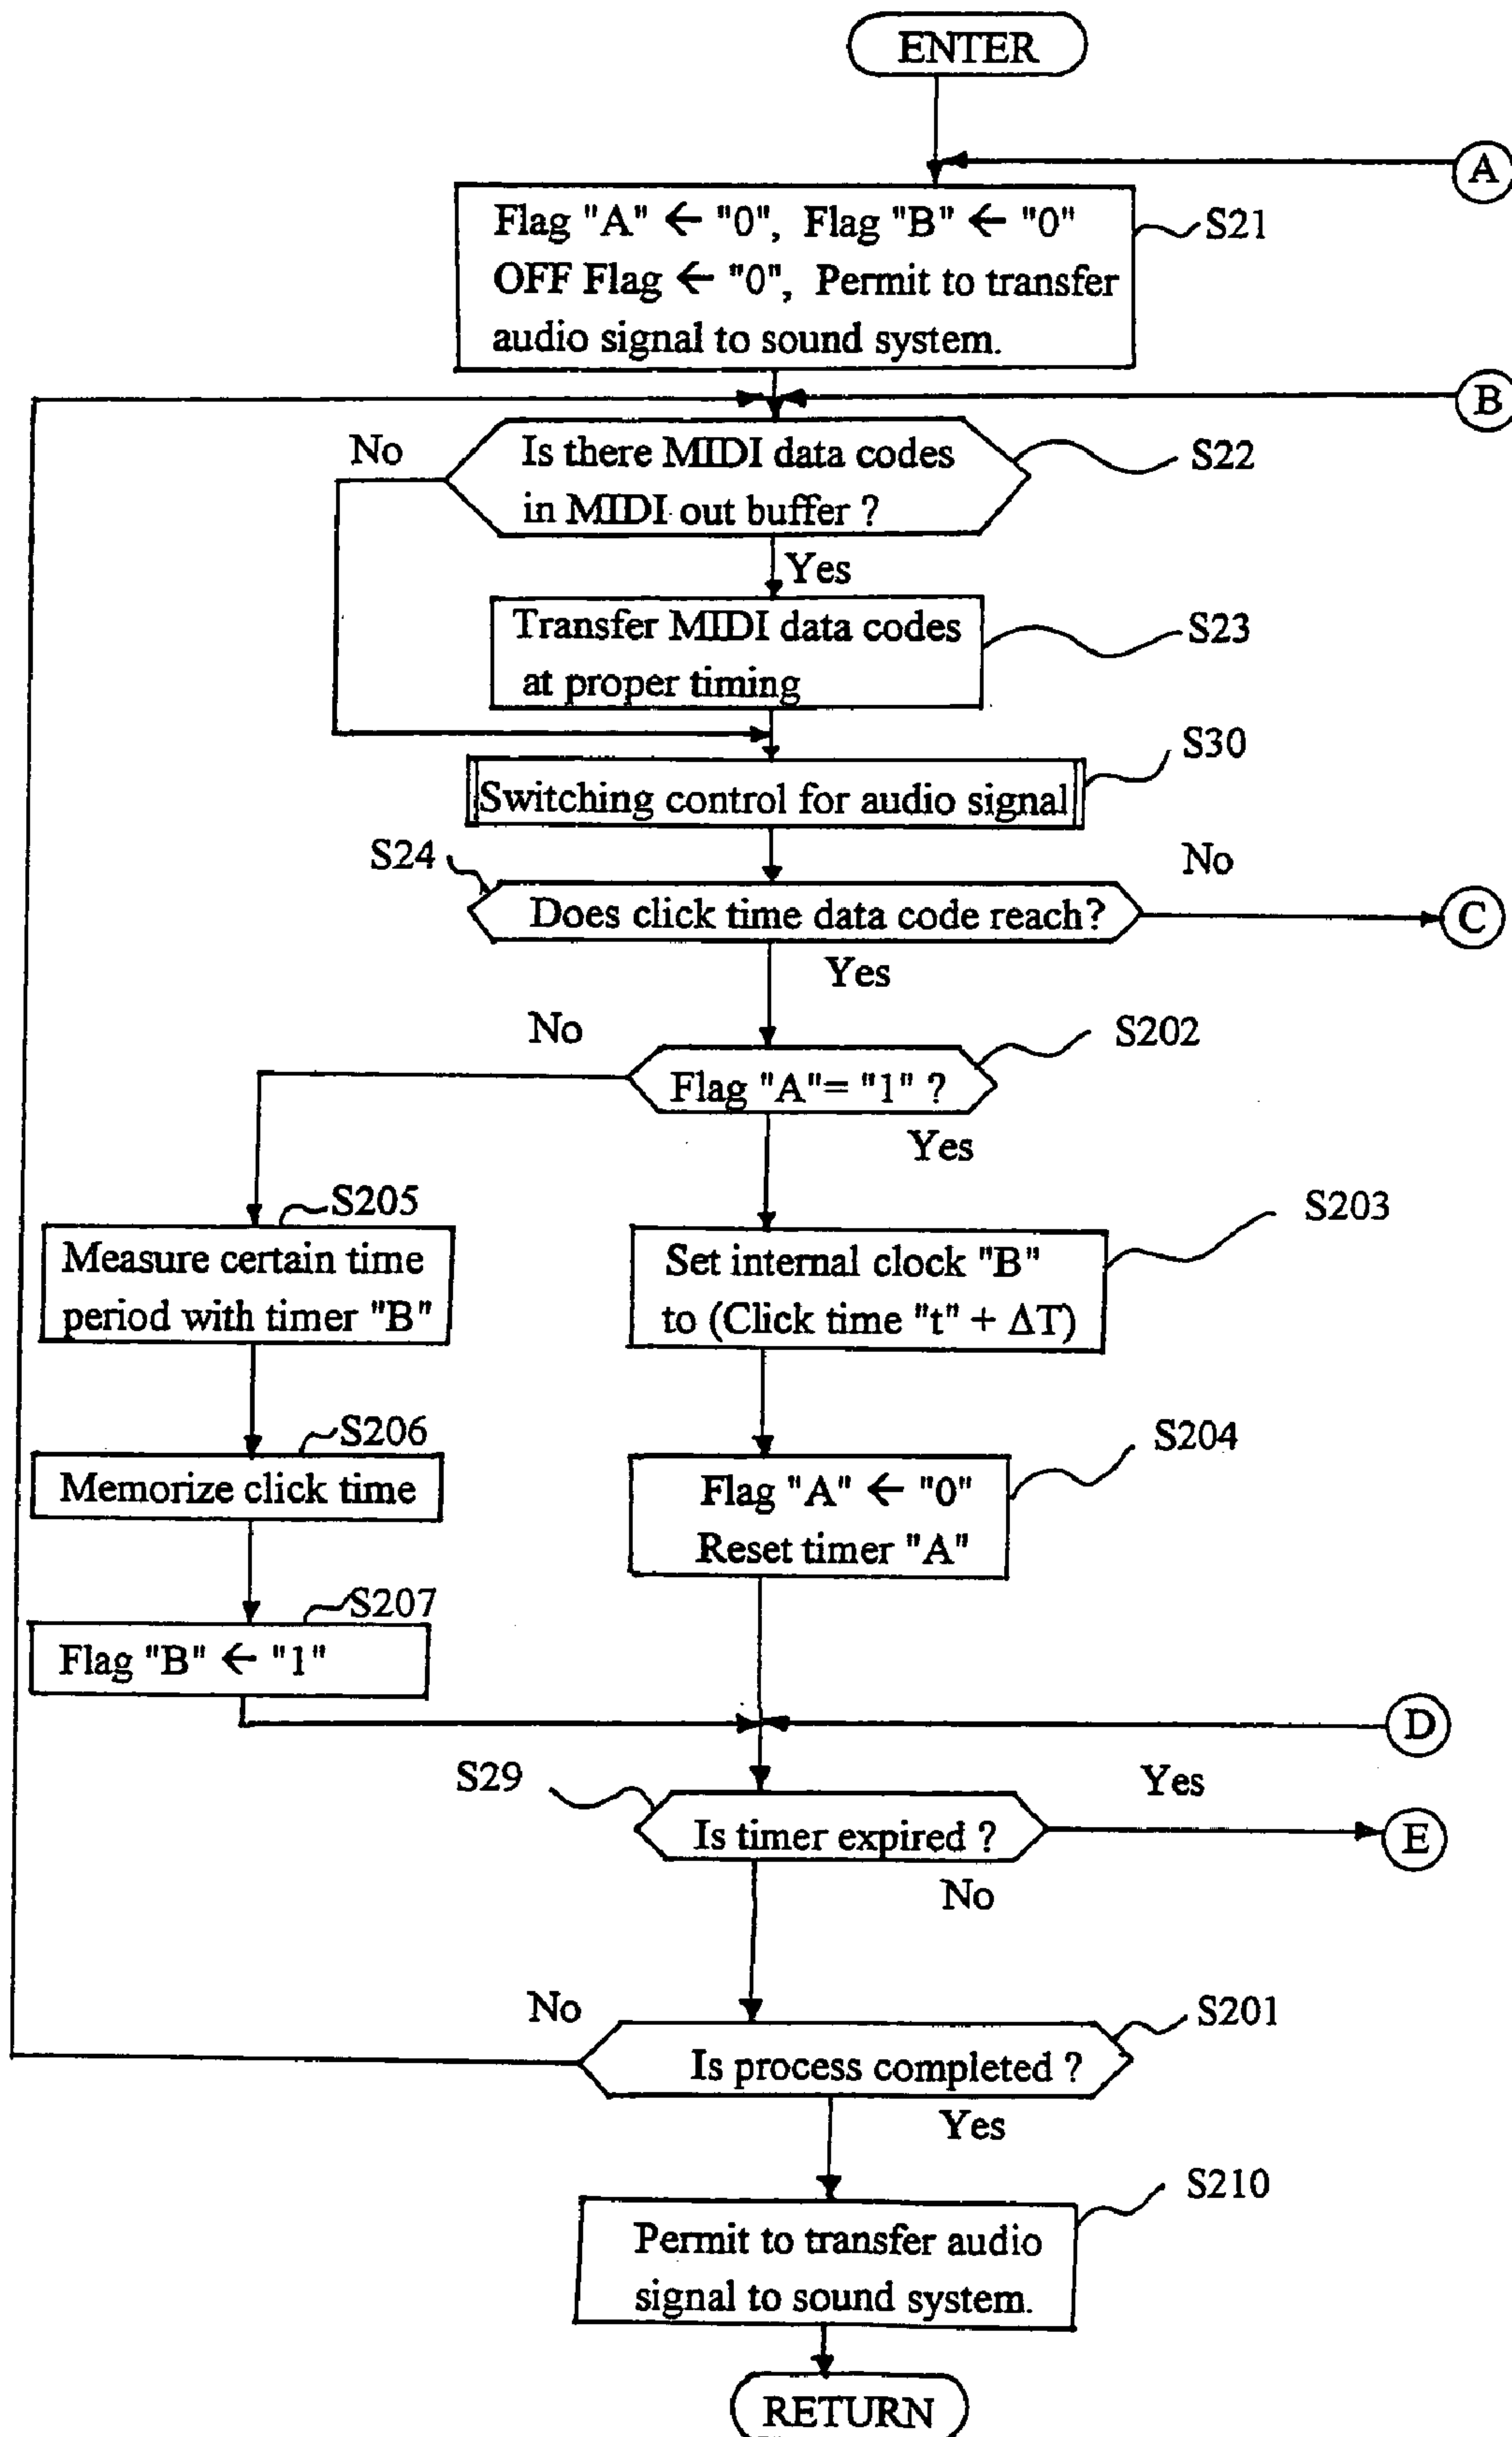 ENTER
A
Flag "A" ← "0", Flag "B" ← "0"
OFF Flag ← "0", Permit to transfer
audio signal to sound system.
S21
B
No
Is there MIDI data codes
in MIDI out buffer ?
S22
Yes
Transfer MIDI data codes
at proper timing
S23
S30
Switching control for audio signal
S24
No
Does click time data code reach?
C
Yes
No
S202
Flag "A"= "1" ?
Yes
S205
Measure certain time
period with timer "B"
S203
Set internal clock "B"
to (Click time "t" + ΔT)
S206
Memorize click time
S204
Flag "A" ← "0"
Reset timer "A"
S207
Flag "B" ← "1"
D
S29
Yes
Is timer expired ?
E
No
No
S201
Is process completed ?
Yes
S210
Permit to transfer audio
signal to sound system.
RETURN